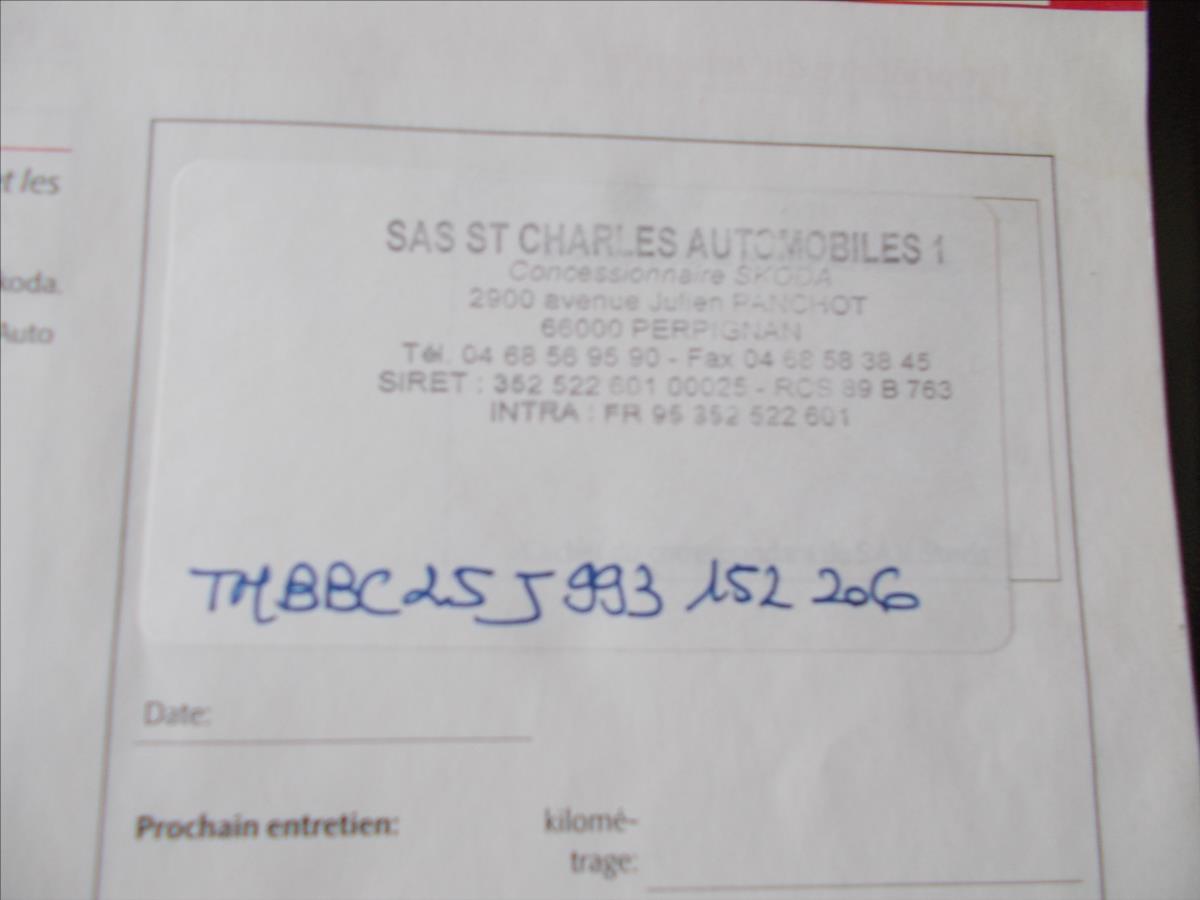 t les
koda.
Auto
SAS ST CHARLES AUTOMOBILES 1
Concessionnaire SKODA
2900 avenue Julien PANCHOT
66000 PERPIGNAN
Tél. 04 68 56 95 90 - Fax 04 68 58 38 45
SIRET : 352 522 601 00025 - RCS 89 B 763
INTRA : FR 95 352 522 601
TMBBC25J993152206
Date:
Prochain entretien:
kilomé-
trage: